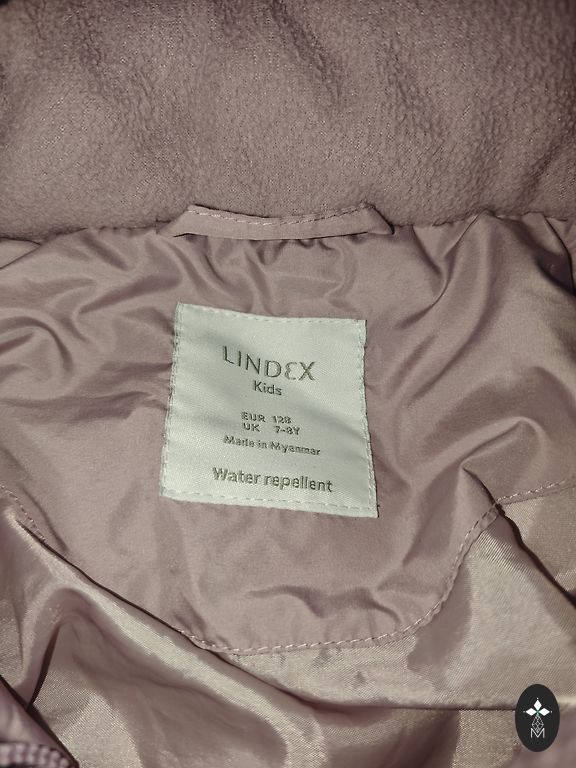 LINDEX
Kids
EUR 128
UK 7-8Y
Made in Myanmar
Water repellent
M